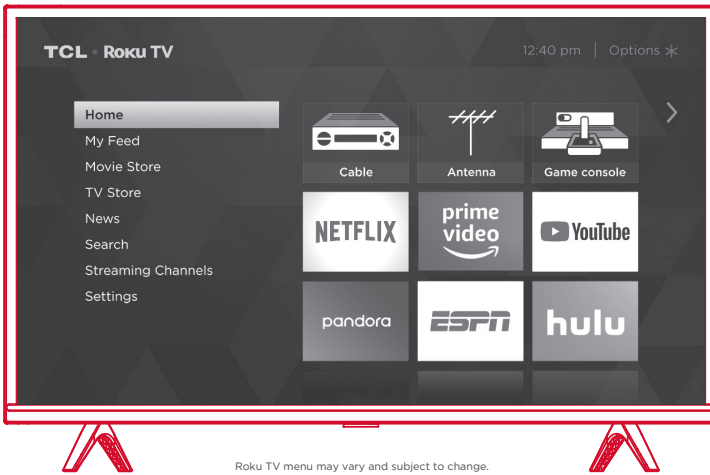 TCL • Roku TV
12:40 pm | Options
Home
My Feed
Movie Store
TV Store
News
Search
Streaming Channels
Settings
Cable
Antenna
Game console
NETFLIX
prime
video
YouTube
pandora
ESPN
hulu
Roku TV menu may vary and subject to change.